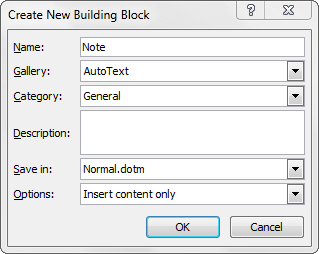 Create New Building Block
Name: Note
Gallery: AutoText
Category: General
Description:
Save in: Normal.dotm
Options: Insert content only
OK Cancel